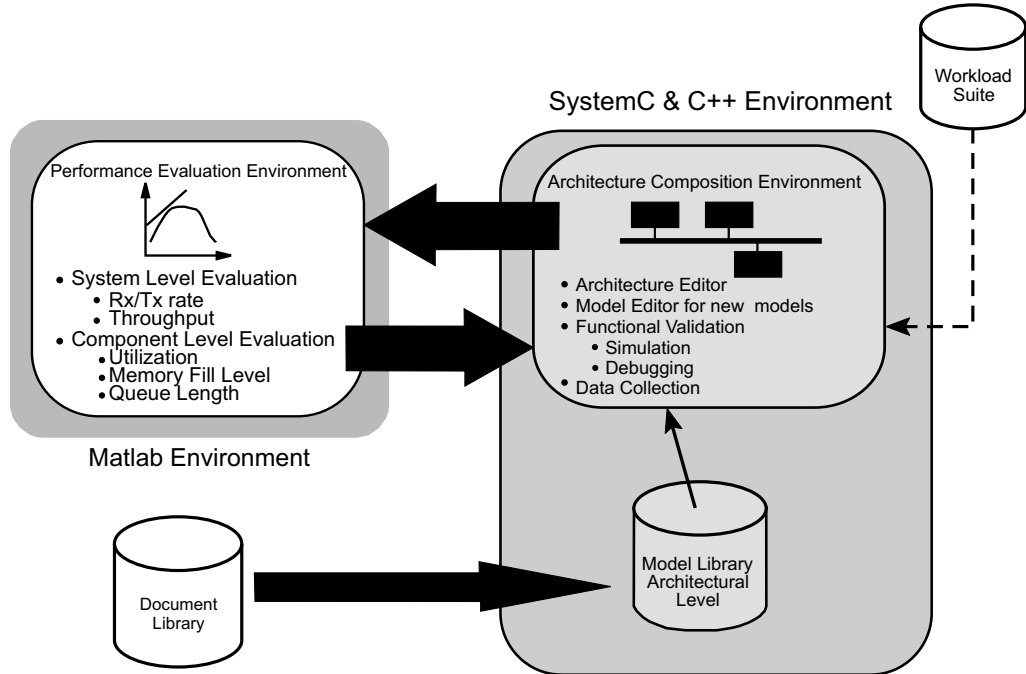 Workload
Suite
SystemC & C++ Environment
Performance Evaluation Environment
• System Level Evaluation
• Rx/Tx rate
• Throughput
• Component Level Evaluation
• Utilization
• Memory Fill Level
• Queue Length
Matlab Environment
Architecture Composition Environment
• Architecture Editor
• Model Editor for new models
• Functional Validation
• Simulation
• Debugging
• Data Collection
Model Library
Architectural
Level
Document
Library